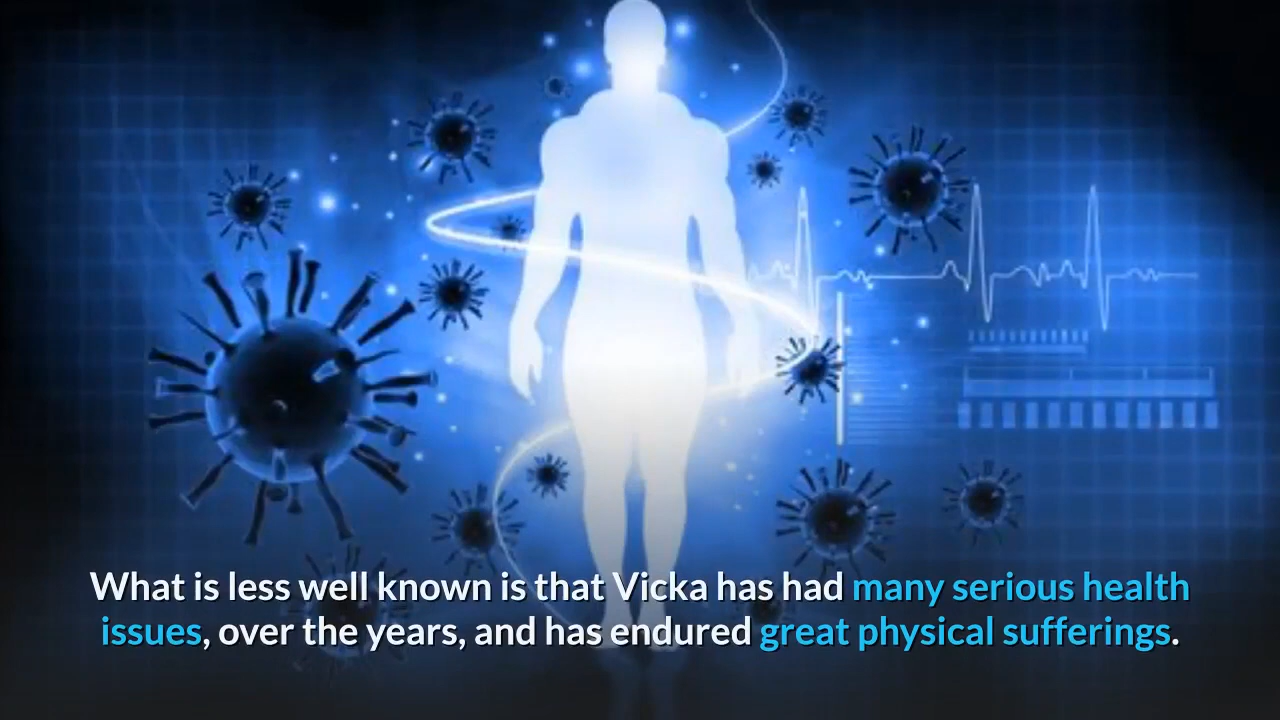 What is less well known is that Vicka has had many serious health
issues, over the years, and has endured great physical sufferings.